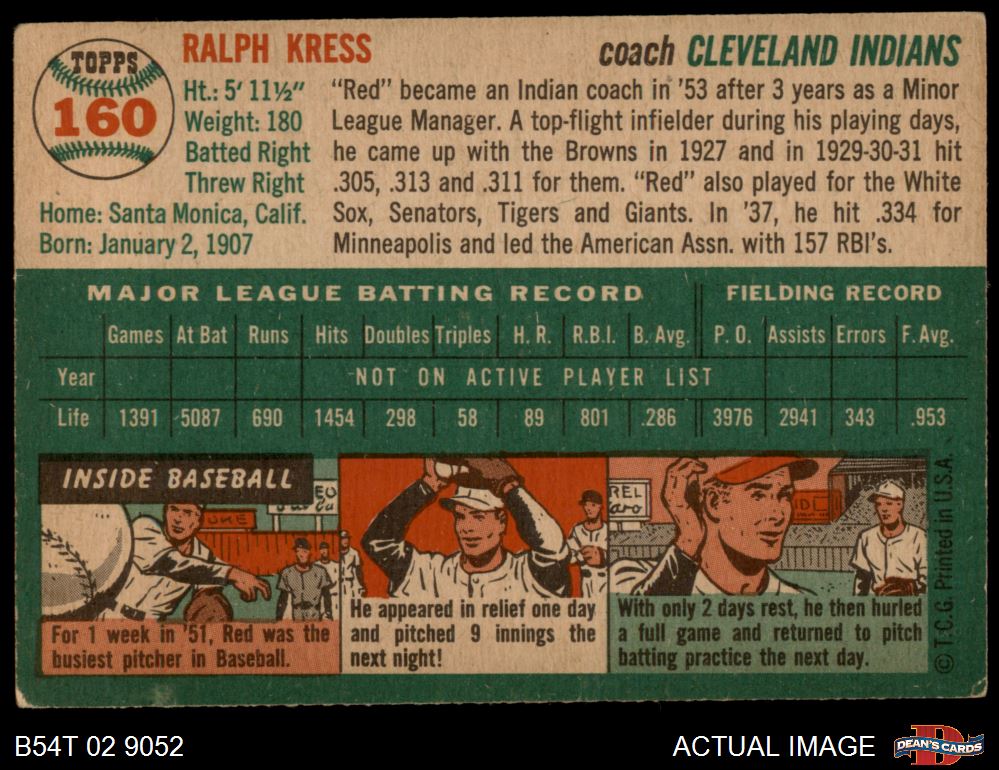 TOPPS
160
RALPH KRESS
coach CLEVELAND INDIANS
Ht.: 5' 11½"
Weight: 180
Batted Right
Threw Right
Home: Santa Monica, Calif.
Born: January 2, 1907
"Red" became an Indian coach in '53 after 3 years as a Minor
League Manager. A top-flight infielder during his playing days,
he came up with the Browns in 1927 and in 1929-30-31 hit
.305, .313 and .311 for them. "Red" also played for the White
Sox, Senators, Tigers and Giants. In '37, he hit .334 for
Minneapolis and led the American Assn. with 157 RBI's.
MAJOR LEAGUE BATTING RECORD FIELDING RECORD
Games At Bat Runs Hits Doubles Triples H. R. R.B.I. B. Avg. P. O. Assists Errors F. Avg.
Year NOT ON ACTIVE PLAYER LIST
Life 1391 5087 690 1454 298 58 89 801 .286 3976 2941 343 .953
INSIDE BASEBALL
For 1 week in '51, Red was the
busiest pitcher in Baseball.
He appeared in relief one day
and pitched 9 innings the
next night!
REL
With only 2 days rest, he then hurled
a full game and returned to pitch
batting practice the next day.
© T.C.G. Printed in U.S.A.
B54T 02 9052
ACTUAL IMAGE
D
DEAN'S CARDS